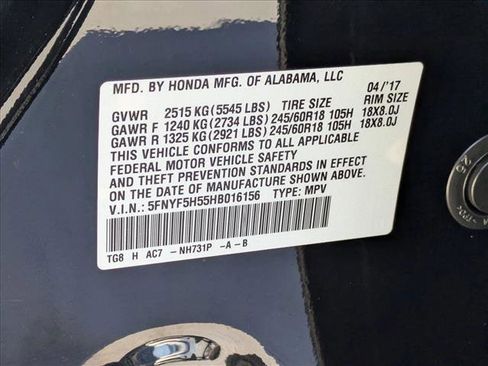 MFD. BY HONDA MFG. OF ALABAMA, LLC 04/'17
GVWR 2515 KG (5545 LBS) TIRE SIZE RIM SIZE
GAWR F 1240 KG (2734 LBS) 245/60R18 105H 18X8.0J
GAWR R 1325 KG (2921 LBS) 245/60R18 105H 18X8.0J
THIS VEHICLE CONFORMS TO ALL APPLICABLE
FEDERAL MOTOR VEHICLE SAFETY
AND THEFT PREVENTION STANDARDS IN EFFECT
ON THE DATE OF MANUFACTURE SHOWN ABOVE.
V.I.N.: 5FNYF5H55HB016156 TYPE: MPV
TG8 H AC7 - NH731P -A - B